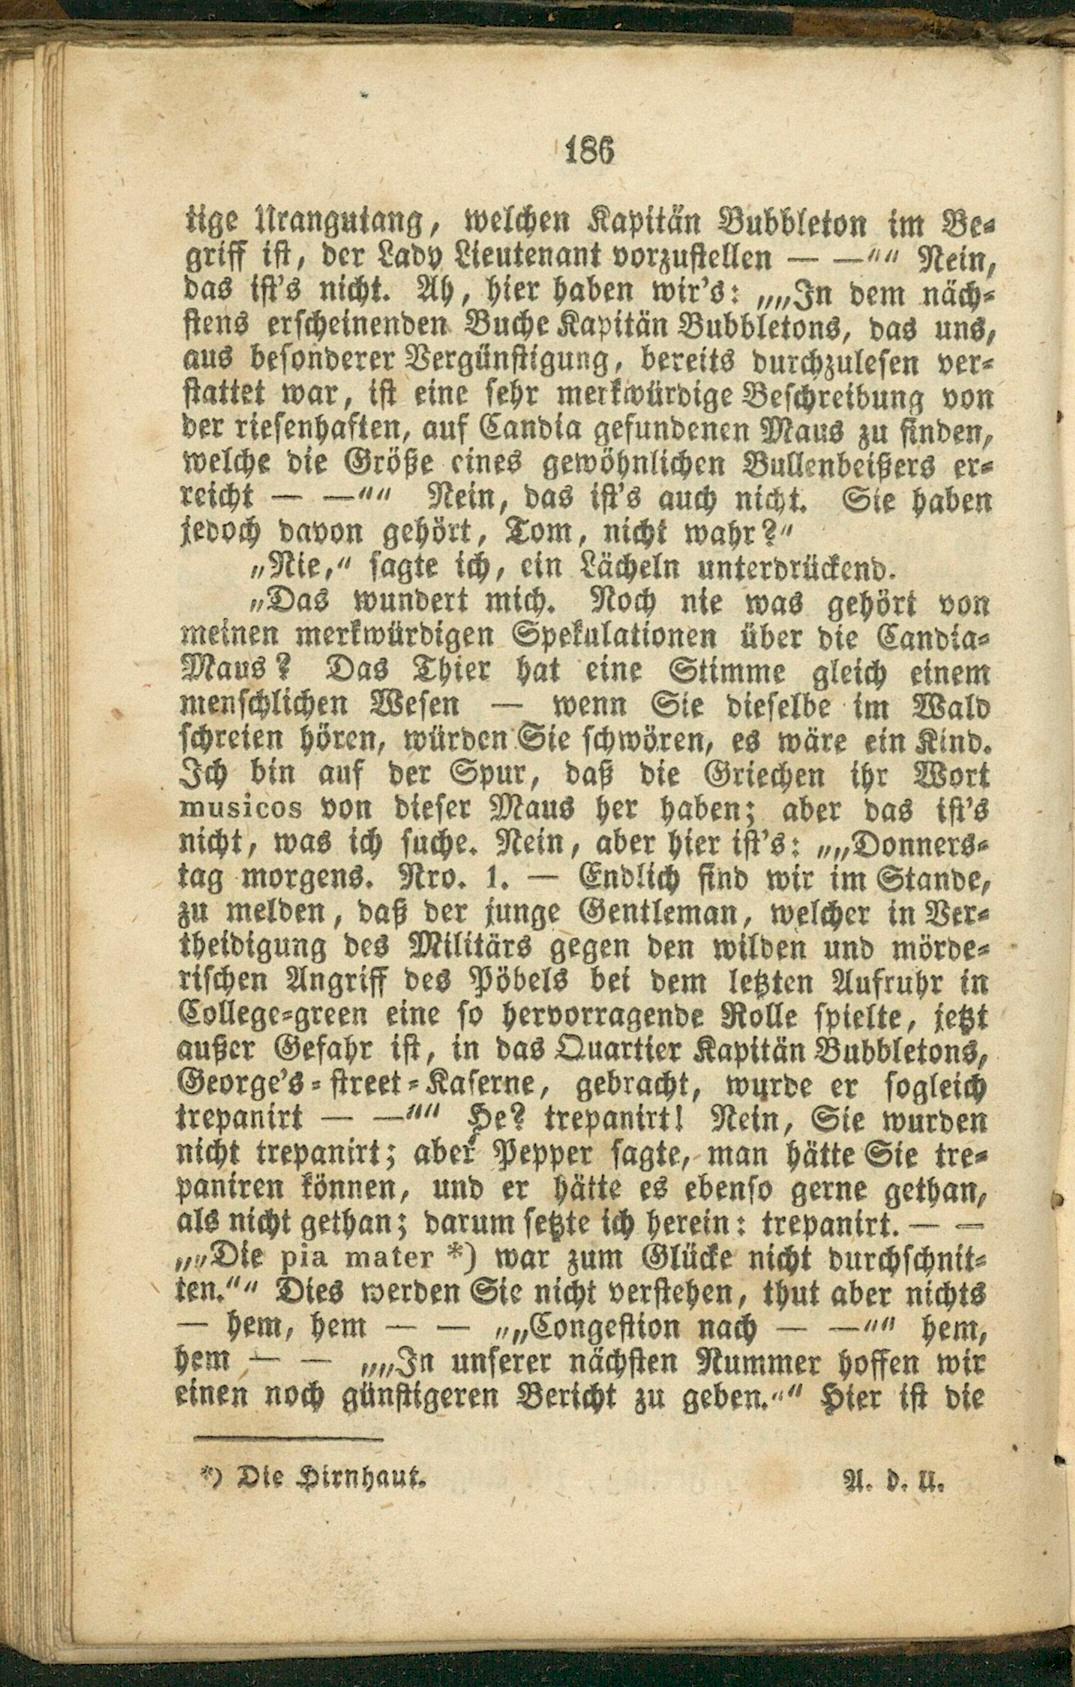 186
tige Urangutang, welchen Kapitän Bubbleton im Be-
griff ist, der Lady Lieutenant vorzustellen — —““ Nein,
das ist's nicht. Ah, hier haben wir's: „„In dem näch-
stens erscheinenden Buche Kapitän Bubbletons, das uns,
aus besonderer Vergünstigung, bereits durchzulesen ver-
stattet war, ist eine sehr merkwürdige Beschreibung von
der riesenhaften, auf Candia gefundenen Maus zu finden,
welche die Größe eines gewöhnlichen Bullenbeißers er-
reicht — —““ Nein, das ist's auch nicht. Sie haben
jedoch davon gehört, Tom, nicht wahr?“
„Nie,“ sagte ich, ein Lächeln unterdrückend.
„Das wundert mich. Noch nie was gehört von
meinen merkwürdigen Spekulationen über die Candia-
Maus? Das Thier hat eine Stimme gleich einem
menschlichen Wesen — wenn Sie dieselbe im Wald
schreien hören, würden Sie schwören, es wäre ein Kind.
Ich bin auf der Spur, daß die Griechen ihr Wort
musicos von dieser Maus her haben; aber das ist's
nicht, was ich suche. Nein, aber hier ist's: „„Donners-
tag morgens. Nro. 1. — Endlich sind wir im Stande,
zu melden, daß der junge Gentleman, welcher in Ver-
theidigung des Militärs gegen den wilden und mörde-
rischen Angriff des Pöbels bei dem letzten Aufruhr in
College-green eine so hervorragende Rolle spielte, jetzt
außer Gefahr ist, in das Quartier Kapitän Bubbletons,
George's-street-Kaserne, gebracht, wurde er sogleich
trepanirt — —““ He? trepanirt! Nein, Sie wurden
nicht trepanirt; aber Pepper sagte, man hätte Sie tre-
paniren können, und er hätte es ebenso gerne gethan,
als nicht gethan; darum setzte ich herein: trepanirt. — —
„„Die pia mater *) war zum Glücke nicht durchschnit-
ten.““ Dies werden Sie nicht verstehen, thut aber nichts
— hem, hem — — „„Congestion nach — —““ hem,
hem — — „„In unserer nächsten Nummer hoffen wir
einen noch günstigeren Bericht zu geben.““ Hier ist die
*) Die Hirnhaut. A. d. U.